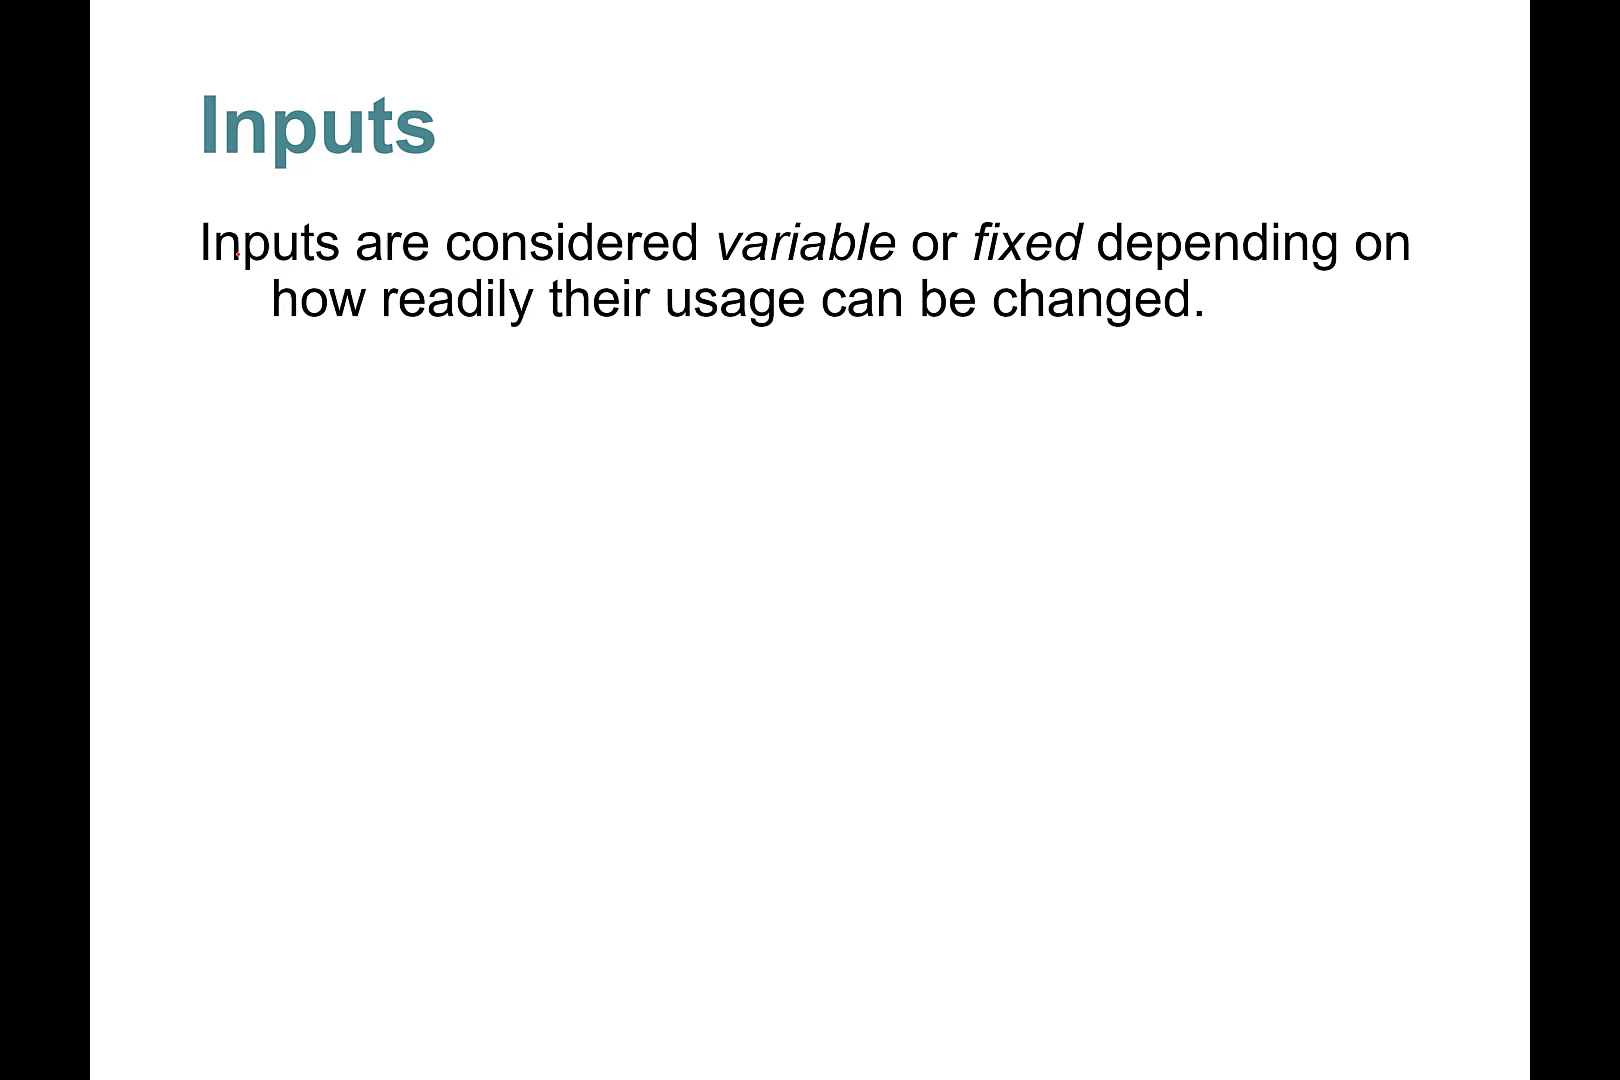 Inputs
Inputs are considered variable or fixed depending on
how readily their usage can be changed.